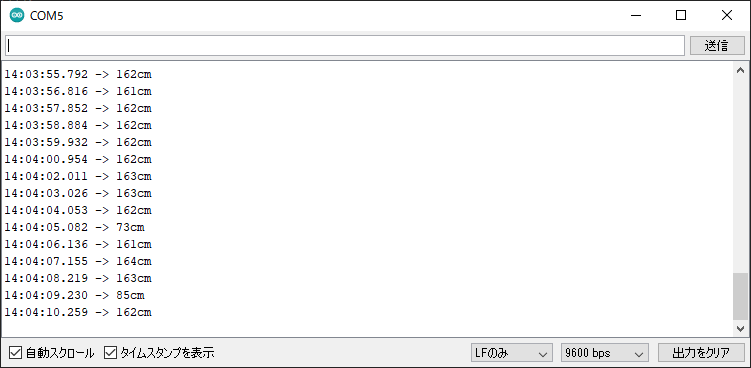 COM5
送信
14:03:55.792 -> 162cm
14:03:56.816 -> 161cm
14:03:57.852 -> 162cm
14:03:58.884 -> 162cm
14:03:59.932 -> 162cm
14:04:00.954 -> 162cm
14:04:02.011 -> 163cm
14:04:03.026 -> 163cm
14:04:04.053 -> 162cm
14:04:05.082 -> 73cm
14:04:06.136 -> 161cm
14:04:07.155 -> 164cm
14:04:08.219 -> 163cm
14:04:09.230 -> 85cm
14:04:10.259 -> 162cm
自動スクロール タイムスタンプを表示 LFのみ 9600 bps 出力をクリア